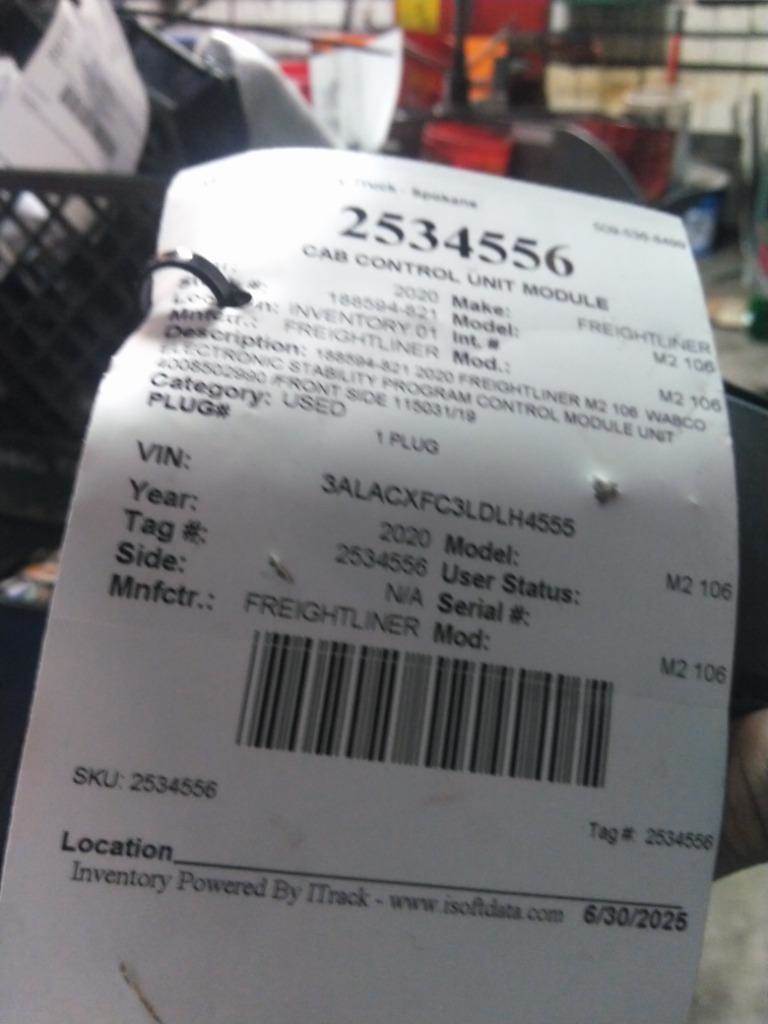 Truck - Spokane
2534556
CAB CONTROL UNIT MODULE
2020 Make: FREIGHTLINER
188594-821 Model: M2 106
INVENTORY 01 Int. #
Mnfctr.: FREIGHTLINER Mod.: M2 106
Description: 188594-821 2020 FREIGHTLINER M2 106 WABCO
ELECTRONIC STABILITY PROGRAM CONTROL MODULE UNIT
4008502990 /FRONT SIDE 115031/19
Category: USED
PLUG# 1 PLUG
VIN: 3ALACXFC3LDLH4555
Year: 2020 Model: M2 106
Tag #: 2534556 User Status:
Side: N/A Serial #:
Mnfctr.: FREIGHTLINER Mod: M2 106
SKU: 2534556 Tag #: 2534556
Location
Inventory Powered By ITrack - www.isoftdata.com 6/30/2025